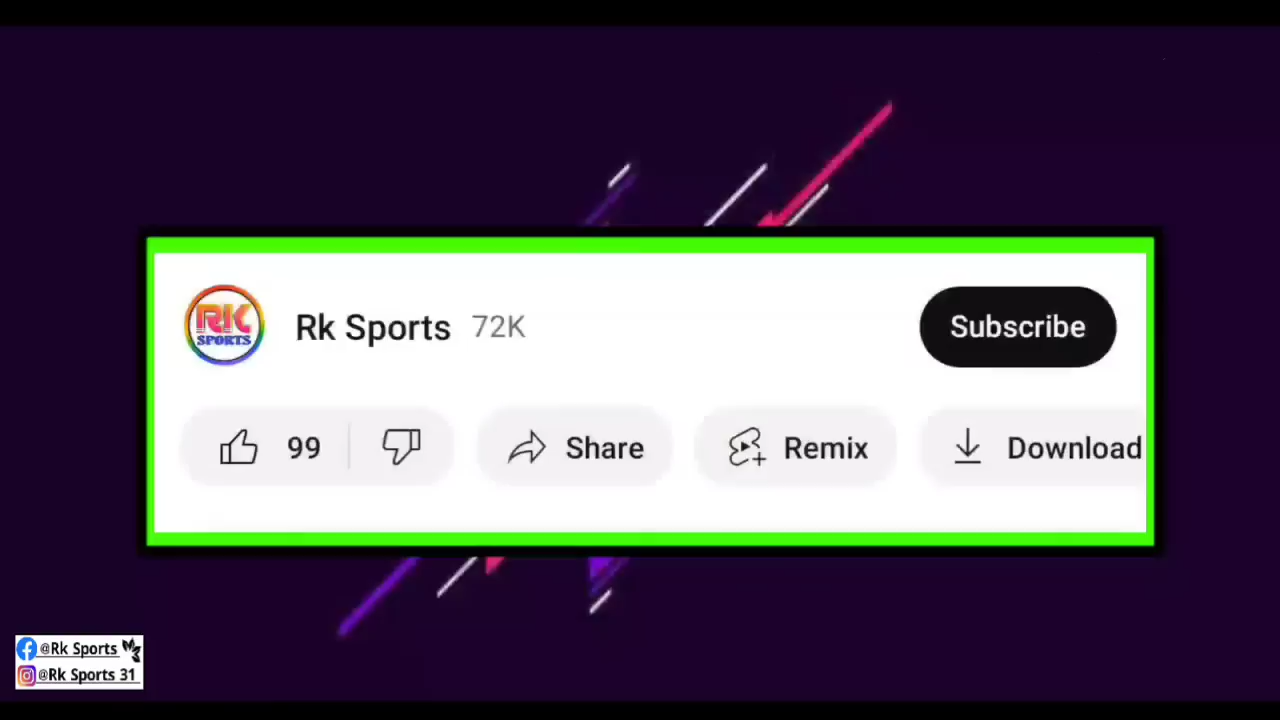 RK
SPORTS
Rk Sports 72K
Subscribe
99
Share
Remix
Download
@Rk Sports
@Rk Sports 31